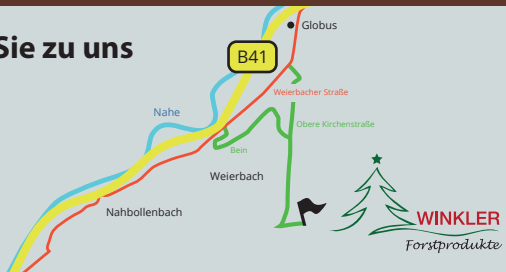 Sie zu uns
Globus
B41
Weierbacher Straße
Nahe
Obere Kirchenstraße
Bein
Weierbach
Nahbollenbach
WINKLER
Forstprodukte